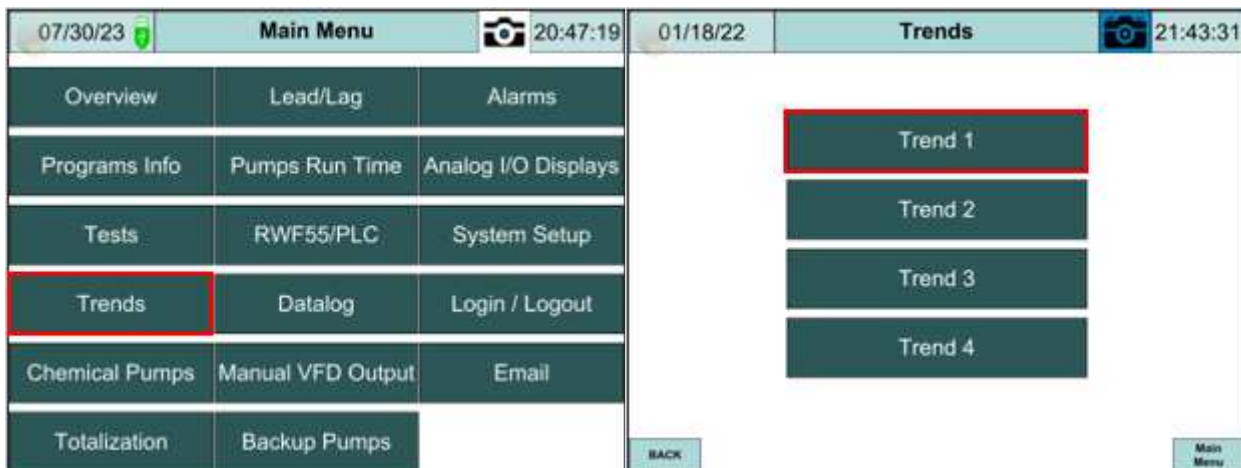 07/30/23 Main Menu 20:47:19
Overview Lead/Lag Alarms
Programs Info Pumps Run Time Analog I/O Displays
Tests RWF55/PLC System Setup
Trends Datalog Login / Logout
Chemical Pumps Manual VFD Output Email
Totalization Backup Pumps
01/18/22 Trends 21:43:31
Trend 1
Trend 2
Trend 3
Trend 4
BACK Main
Menu